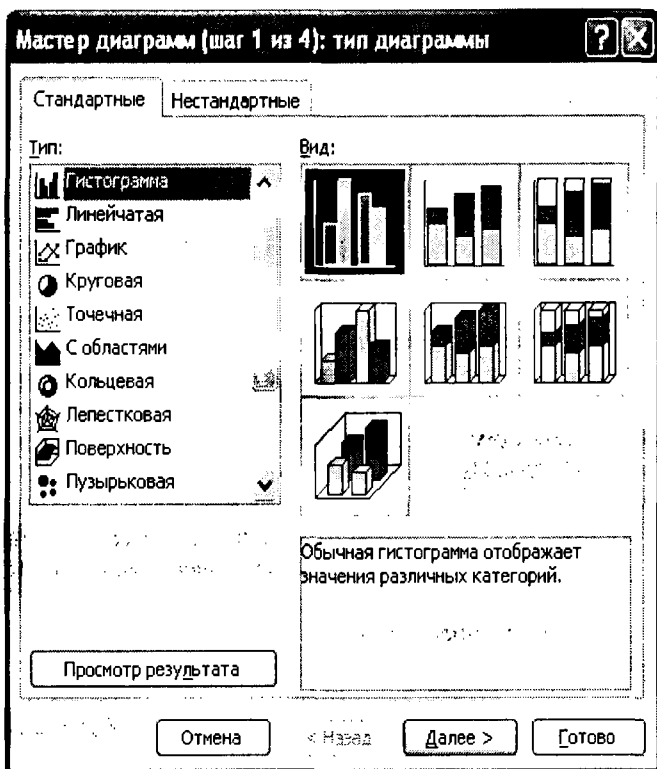 Мастер диаграмм (шаг 1 из 4): тип диаграммы
Стандартные
Нестандартные
Тип:
Вид:
Гистограмма
Линейчатая
График
Круговая
Точечная
С областями
Кольцевая
Лепестковая
Поверхность
Пузырьковая
Обычная гистограмма отображает
значения различных категорий.
Просмотр результата
Отмена
< Назад
Далее >
Готово